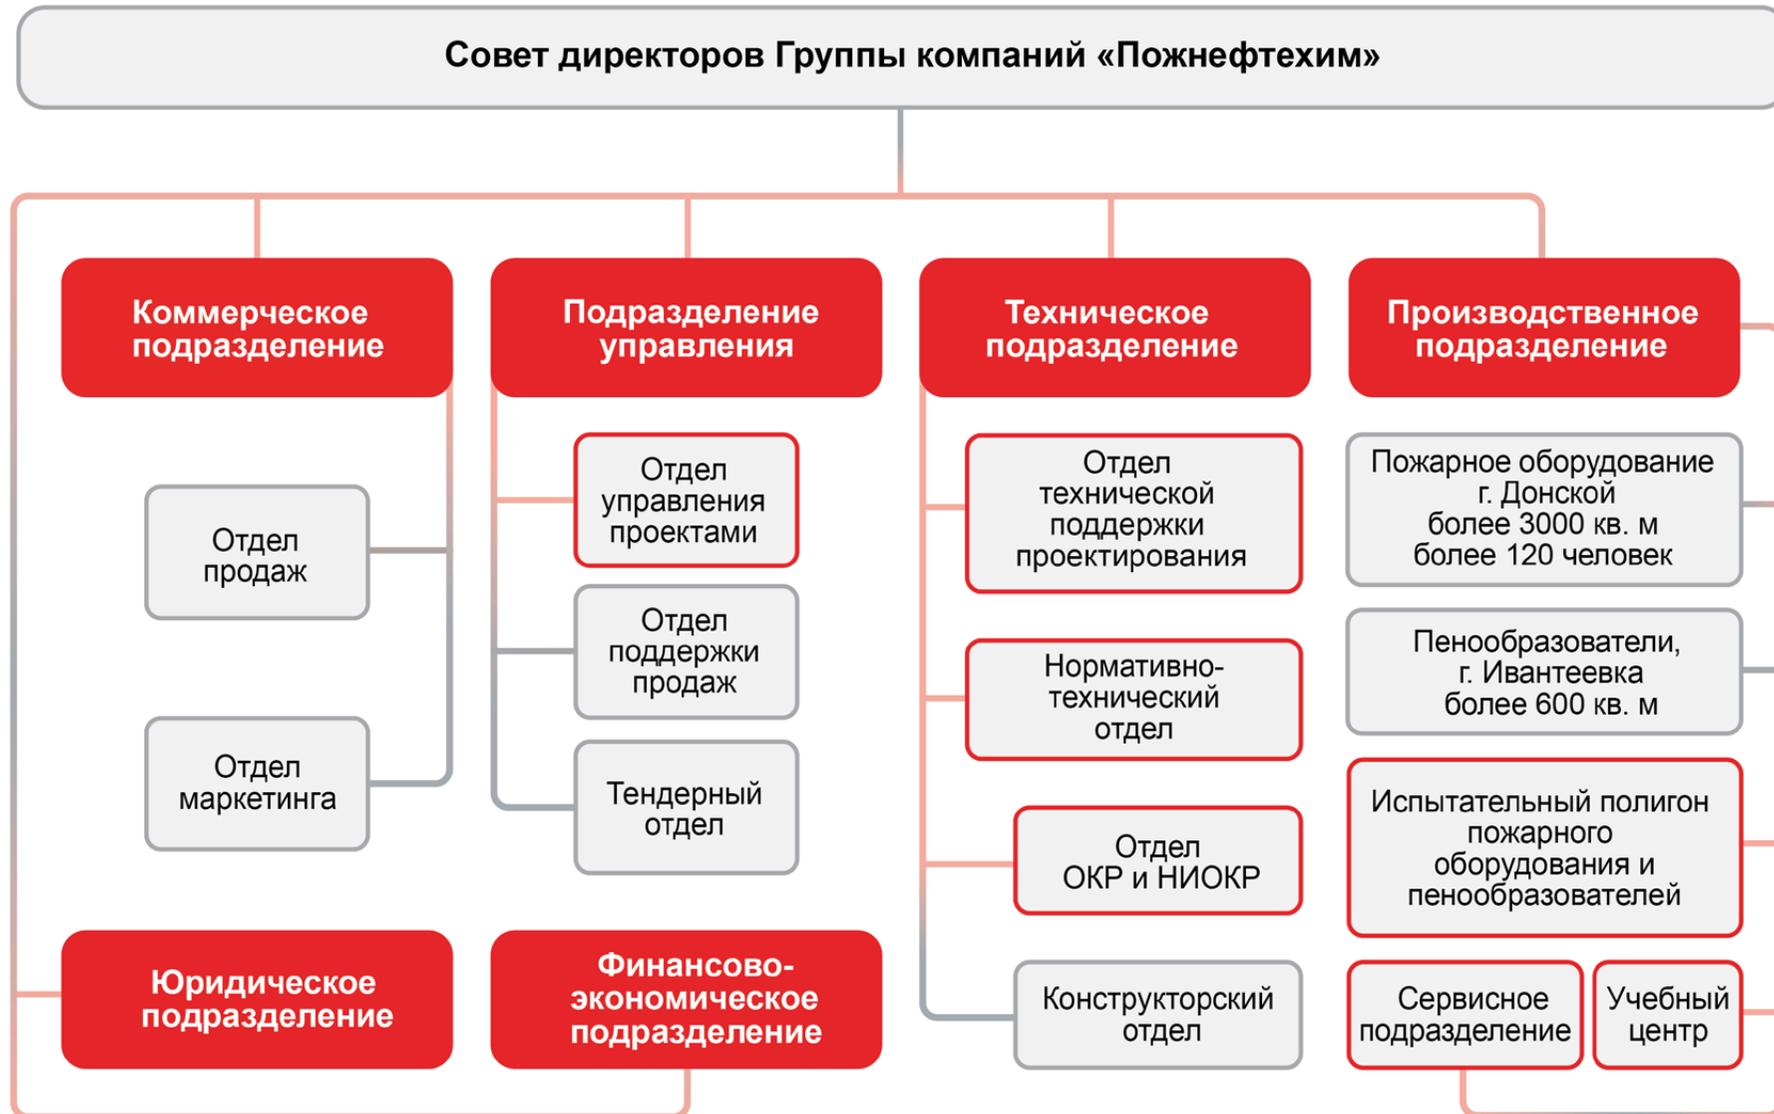 Совет директоров Группы компаний «Пожнефтехим»
Коммерческое
подразделение
Подразделение
управления
Техническое
подразделение
Производственное
подразделение
Отдел
продаж
Отдел
маркетинга
Отдел
управления
проектами
Отдел
поддержки
продаж
Тендерный
отдел
Отдел
технической
поддержки
проектирования
Нормативно-
технический
отдел
Отдел
ОКР и НИОКР
Конструкторский
отдел
Пожарное оборудование
г. Донской
более 3000 кв. м
более 120 человек
Пенообразователи,
г. Ивантеевка
более 600 кв. м
Испытательный полигон
пожарного
оборудования и
пенообразователей
Сервисное
подразделение
Учебный
центр
Юридическое
подразделение
Финансово-
экономическое
подразделение